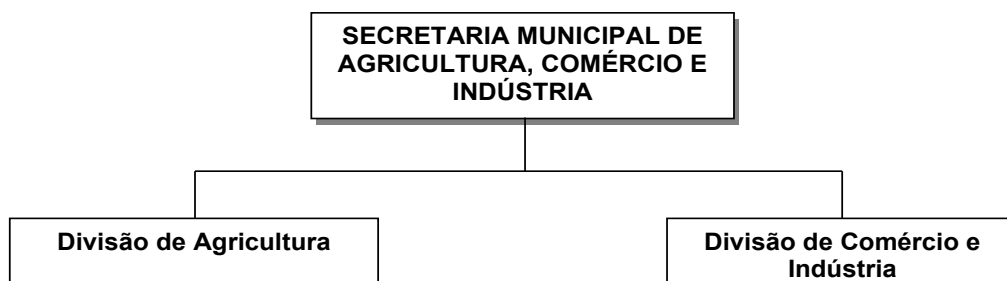 SECRETARIA MUNICIPAL DE
AGRICULTURA, COMÉRCIO E
INDÚSTRIA
Divisão de Agricultura
Divisão de Comércio e
Indústria